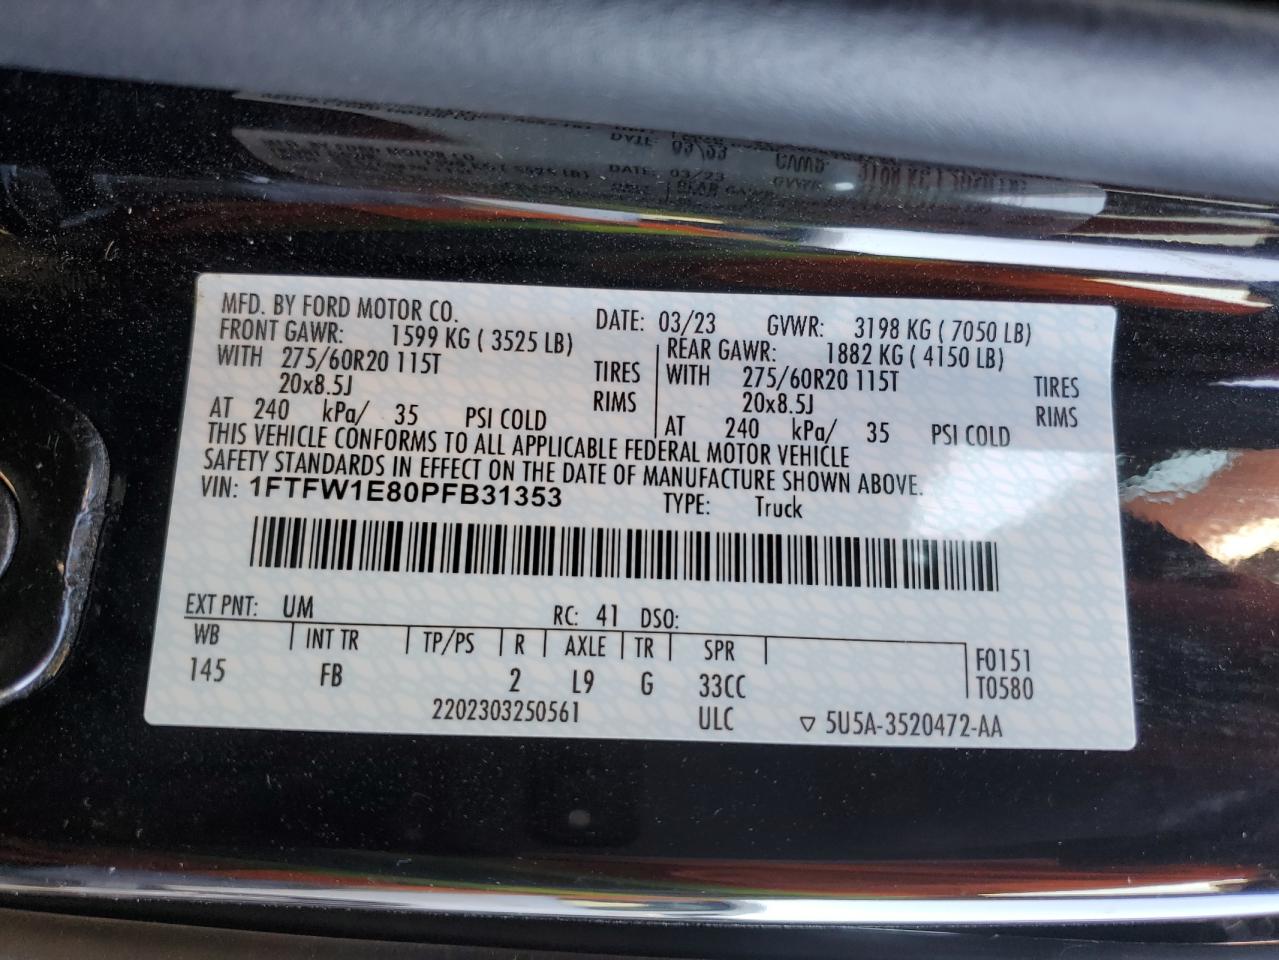 MFD. BY FORD MOTOR CO. DATE: 03/23 GVWR: 3198 KG ( 7050 LB)
FRONT GAWR: 1599 KG ( 3525 LB) REAR GAWR: 1882 KG ( 4150 LB)
WITH 275/60R20 115T TIRES WITH 275/60R20 115T TIRES
20x8.5J RIMS 20x8.5J RIMS
AT 240 kPa/ 35 PSI COLD AT 240 kPa/ 35 PSI COLD
THIS VEHICLE CONFORMS TO ALL APPLICABLE FEDERAL MOTOR VEHICLE
SAFETY STANDARDS IN EFFECT ON THE DATE OF MANUFACTURE SHOWN ABOVE.
VIN: 1FTFW1E80PFB31353 TYPE: Truck
EXT PNT: UM RC: 41 DSO:
WB INT TR TP/PS R AXLE TR SPR F0151
145 FB 2 L9 G 33CC T0580
2202303250561 ULC ▽ 5U5A-3520472-AA